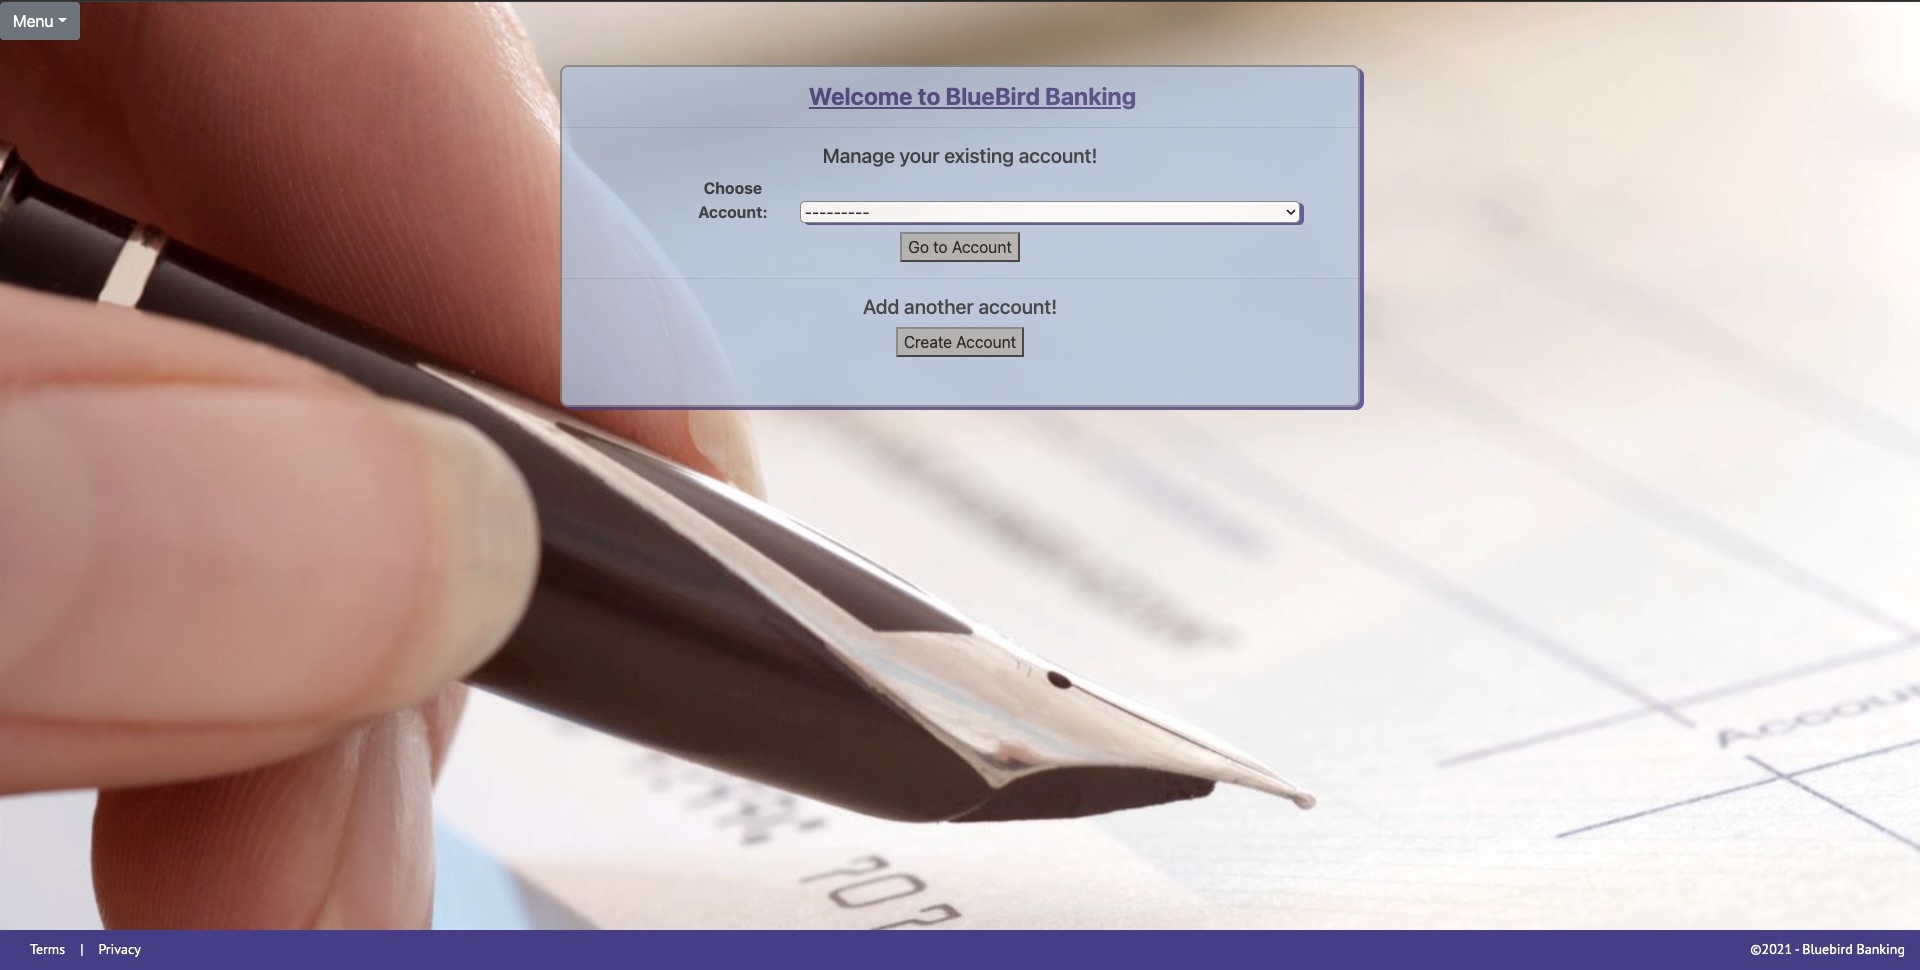 Menu
Welcome to BlueBird Banking
Manage your existing account!
Choose
Account:
---------
Go to Account
Add another account!
Create Account
Terms | Privacy
©2021 - Bluebird Banking